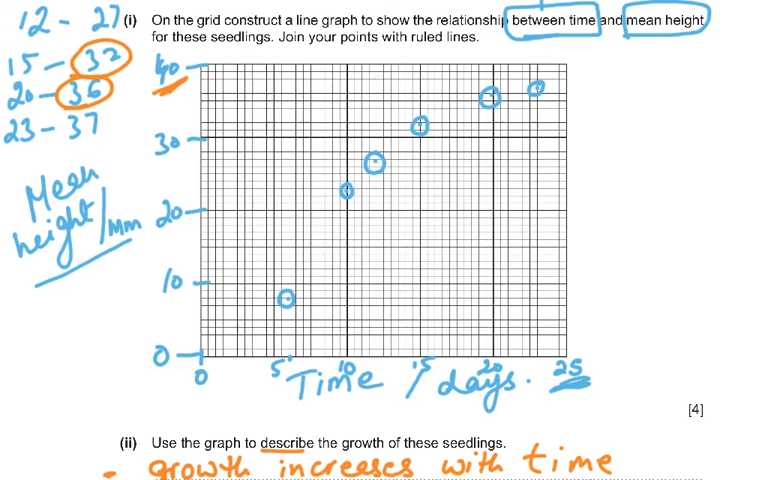 12 - 27
(i) On the grid construct a line graph to show the relationship between time and mean height
for these seedlings. Join your points with ruled lines.
15 - 32
20 - 36
23 - 37
Mean
height / mm
40
30
20
10
0
0
5
10
15
20
25
Time / days.
[4]
(ii) Use the graph to describe the growth of these seedlings.
- growth increases with time